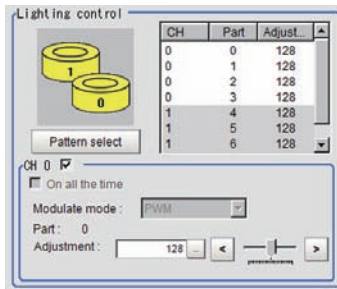 Lighting control
1
0
Pattern select
CH Part Adjust...
0 0 128
0 1 128
0 2 128
0 3 128
1 4 128
1 5 128
1 6 128
CH 0
On all the time
Modulate mode : PWM
Part : 0
Adjustment : 128 ... < >